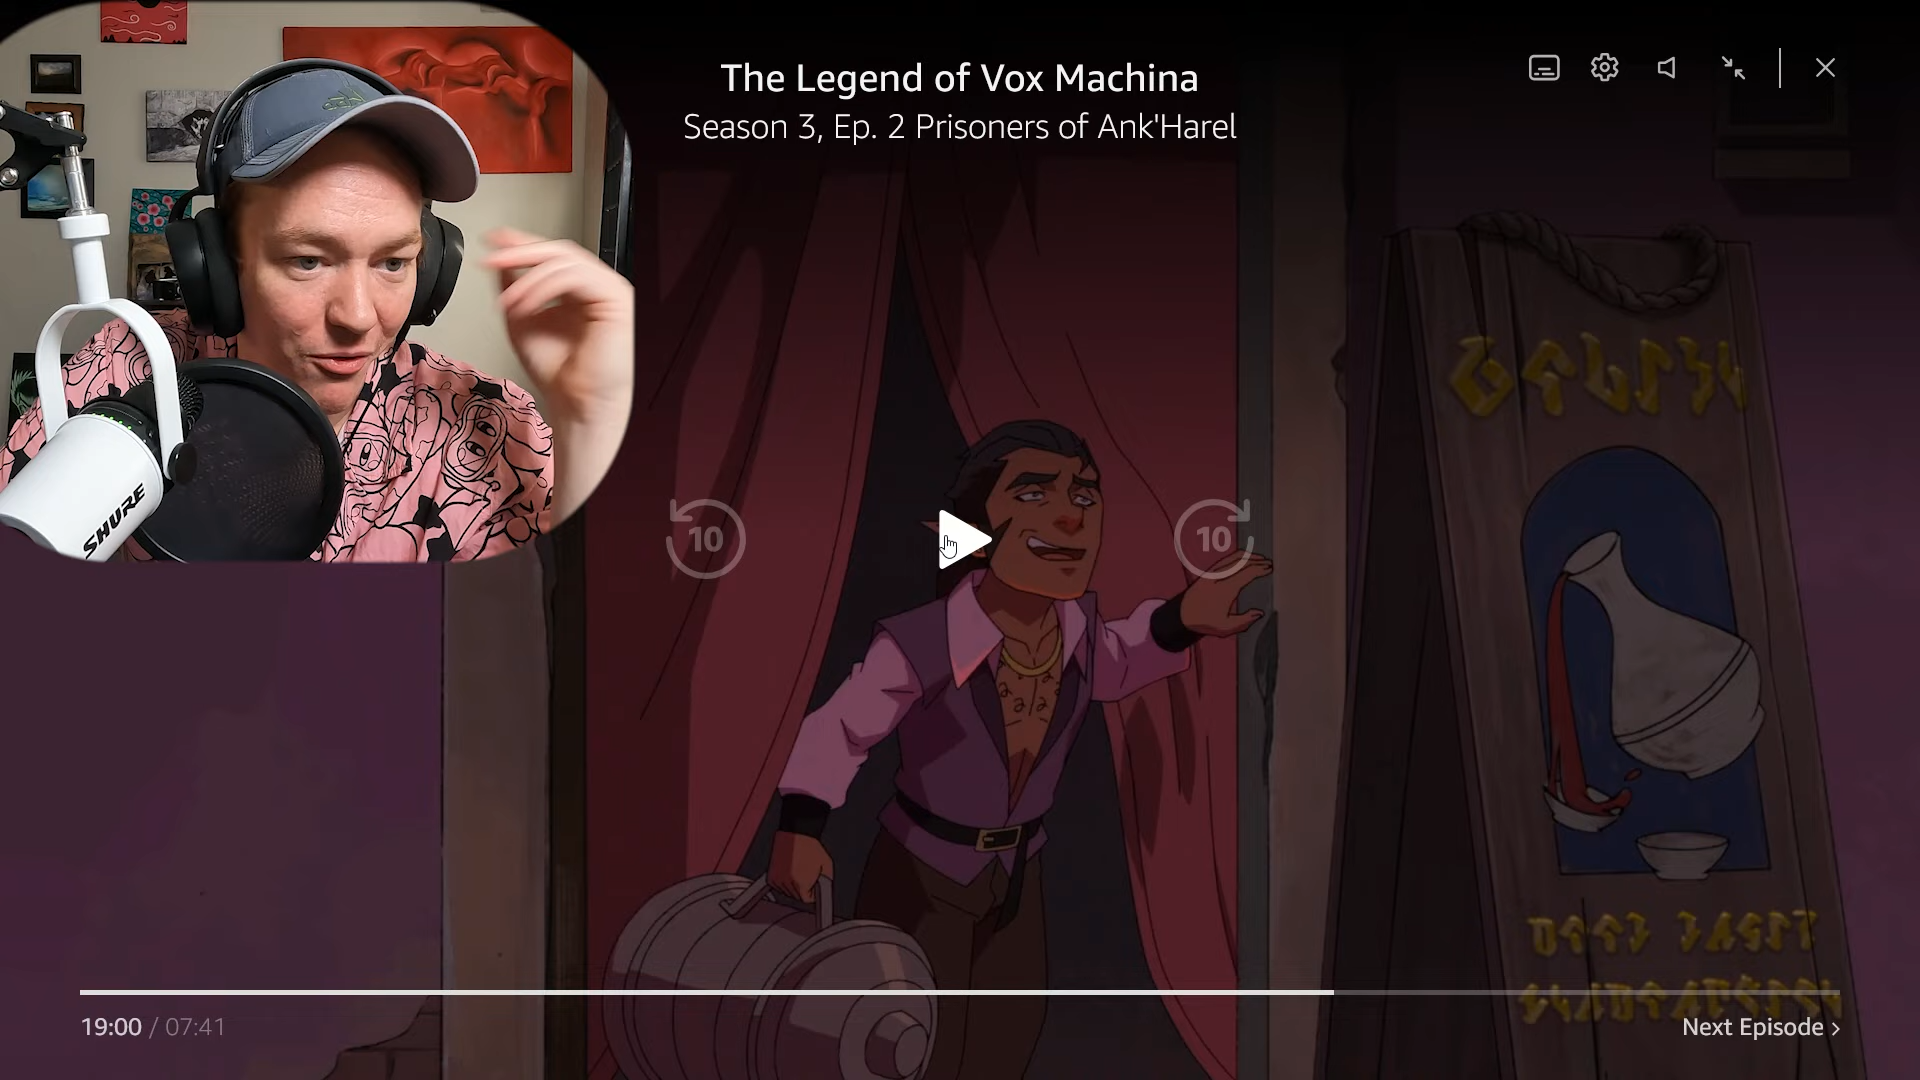 The Legend of Vox Machina
Season 3, Ep. 2 Prisoners of Ank'Harel
SHURE
10
10
19:00 / 07:41
Next Episode ›